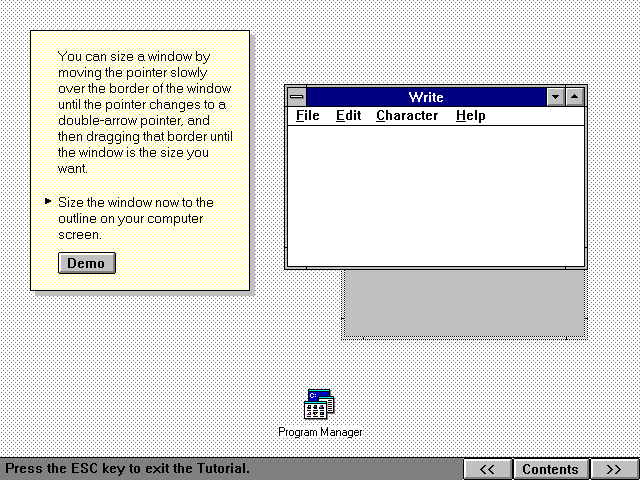 You can size a window by
moving the pointer slowly
over the border of the window
until the pointer changes to a
double-arrow pointer, and
then dragging that border until
the window is the size you
want.
Size the window now to the
outline on your computer
screen.
Demo
Write
File Edit Character Help
Program Manager
Press the ESC key to exit the Tutorial.
<< Contents >>